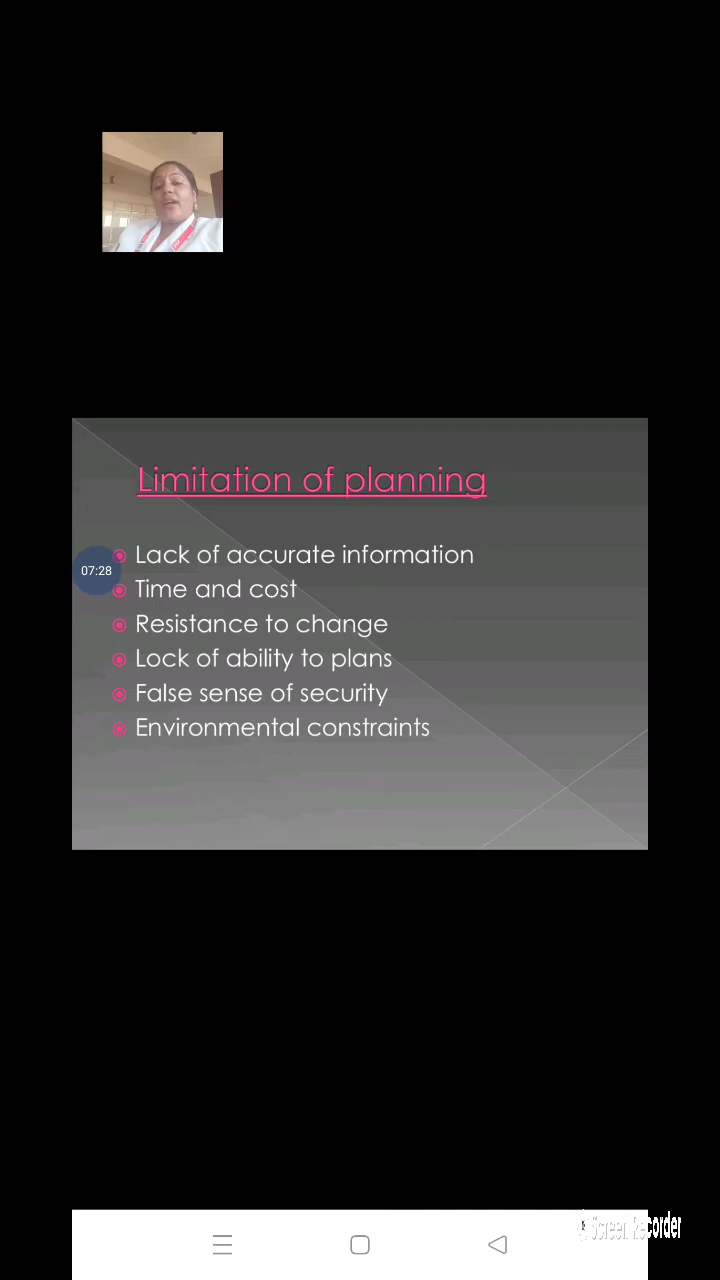 Limitation of planning
Lack of accurate information
07:28
Time and cost
Resistance to change
Lock of ability to plans
False sense of security
Environmental constraints
Screen Recorder